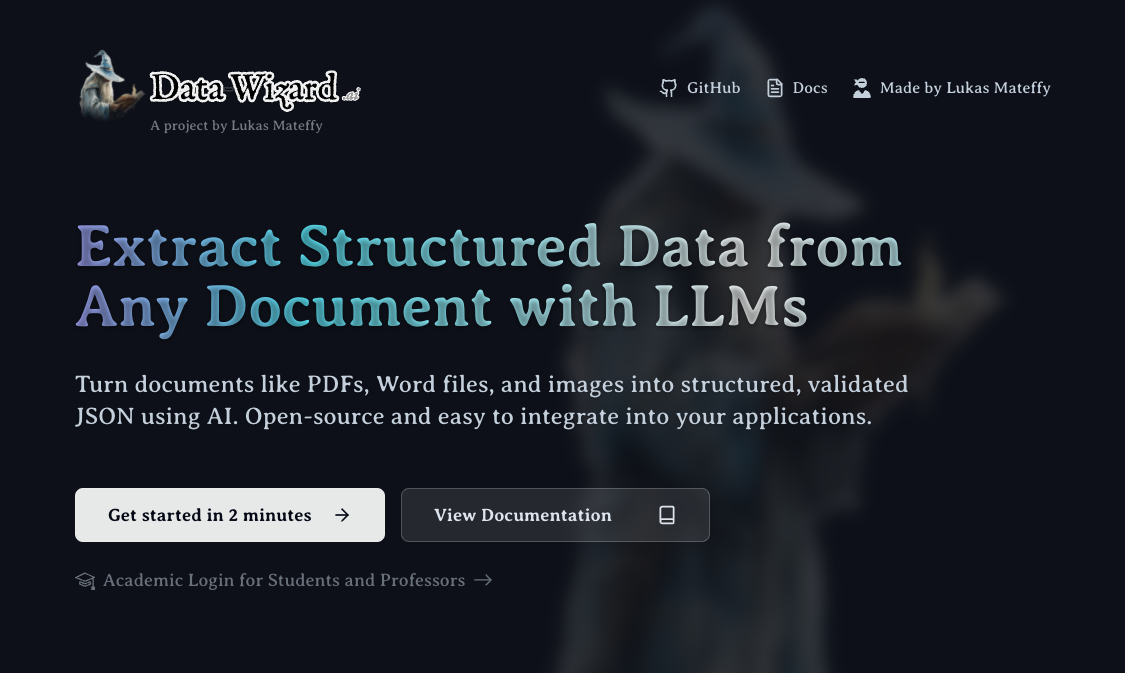 Data Wizard .ai
A project by Lukas Mateffy
GitHub
Docs
Made by Lukas Mateffy
Extract Structured Data from
Any Document with LLMs
Turn documents like PDFs, Word files, and images into structured, validated
JSON using AI. Open-source and easy to integrate into your applications.
Get started in 2 minutes
View Documentation
Academic Login for Students and Professors